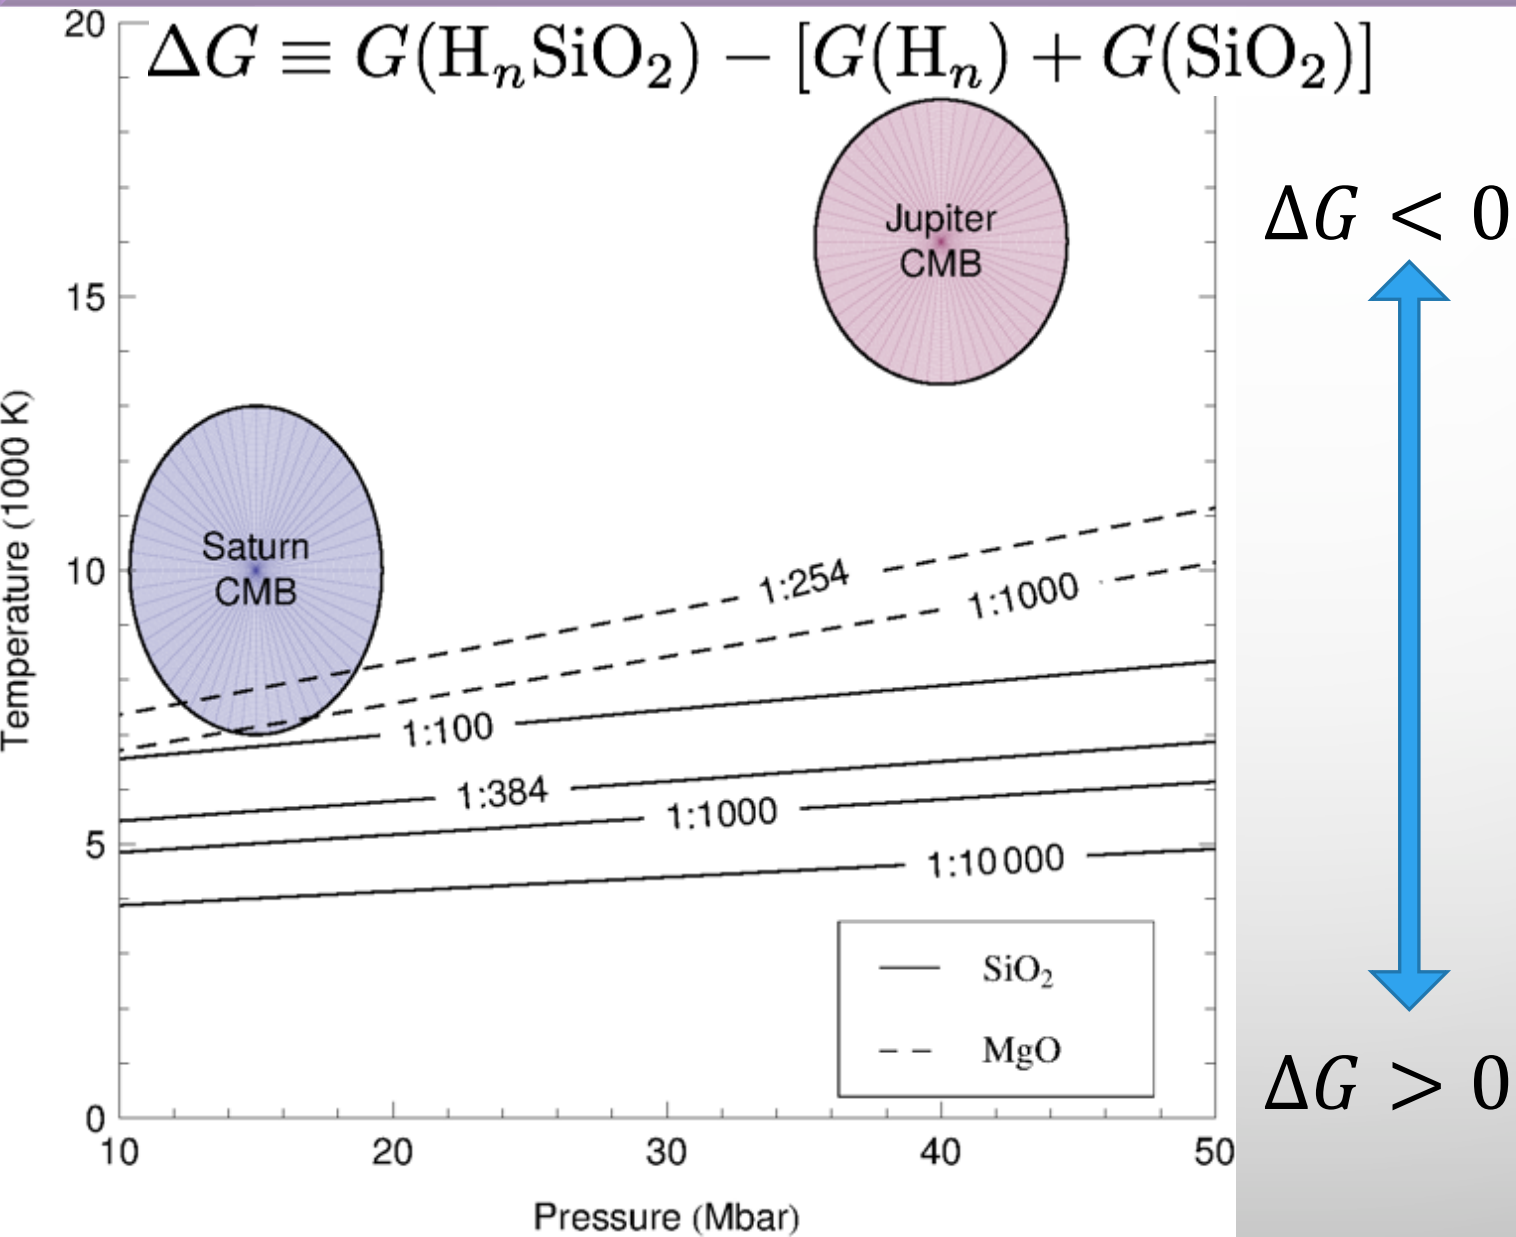 ΔG ≡ G(HₙSiO₂) − [G(Hₙ) + G(SiO₂)]
20
15
10
5
0
Temperature (1000 K)
Jupiter
CMB
Saturn
CMB
1:254
1:1000
1:100
1:384
1:1000
1:10 000
SiO₂
MgO
10
20
30
40
50
Pressure (Mbar)
ΔG < 0
ΔG > 0